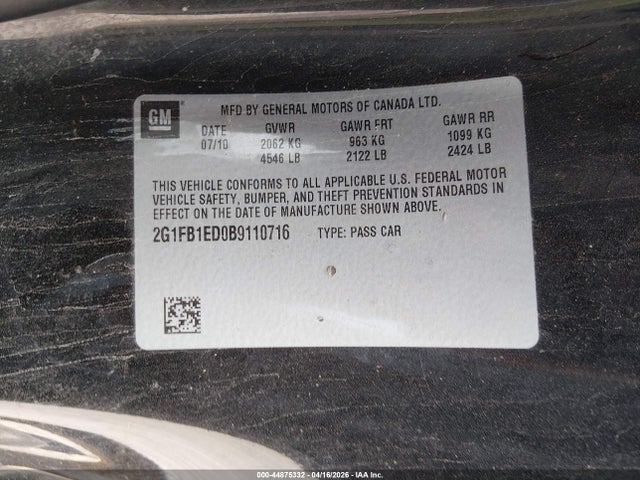 GM
MFD BY GENERAL MOTORS OF CANADA LTD.
DATE GVWR GAWR FRT GAWR RR
07/10 2062 KG 963 KG 1099 KG
4546 LB 2122 LB 2424 LB
THIS VEHICLE CONFORMS TO ALL APPLICABLE U.S. FEDERAL MOTOR
VEHICLE SAFETY, BUMPER, AND THEFT PREVENTION STANDARDS IN
EFFECT ON THE DATE OF MANUFACTURE SHOWN ABOVE.
2G1FB1ED0B9110716 TYPE: PASS CAR
000-44875332 - 04/16/2026 - IAA Inc.